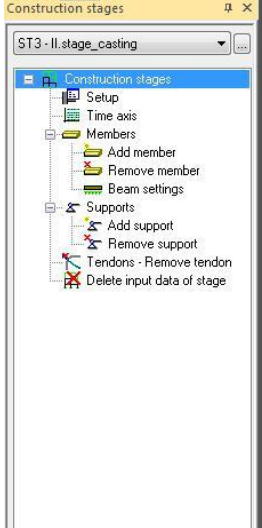 Construction stages
ST3 - II.stage_casting
...
Construction stages
Setup
Time axis
Members
Add member
Remove member
Beam settings
Supports
Add support
Remove support
Tendons - Remove tendon
Delete input data of stage